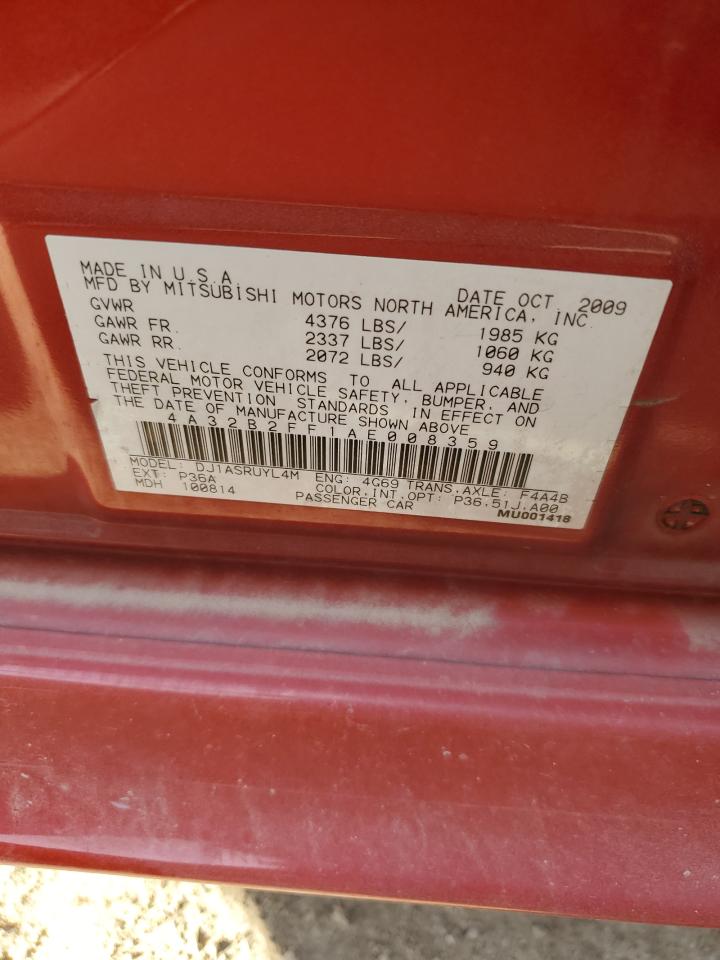 MADE IN U.S.A. DATE OCT. 2009
MFD BY MITSUBISHI MOTORS NORTH AMERICA, INC.
GVWR 4376 LBS/ 1985 KG
GAWR FR. 2337 LBS/ 1060 KG
GAWR RR. 2072 LBS/ 940 KG
THIS VEHICLE CONFORMS TO ALL APPLICABLE
FEDERAL MOTOR VEHICLE SAFETY, BUMPER, AND
THEFT PREVENTION STANDARDS IN EFFECT ON
THE DATE OF MANUFACTURE SHOWN ABOVE
4A32B2FF1AE008359
MODEL: DJ1ASRUYL4M ENG: 4G69 TRANS.AXLE: F4A4B
EXT: P36A COLOR,INT,OPT: P36,51J,A00
MDH 100814 PASSENGER CAR
MU001418